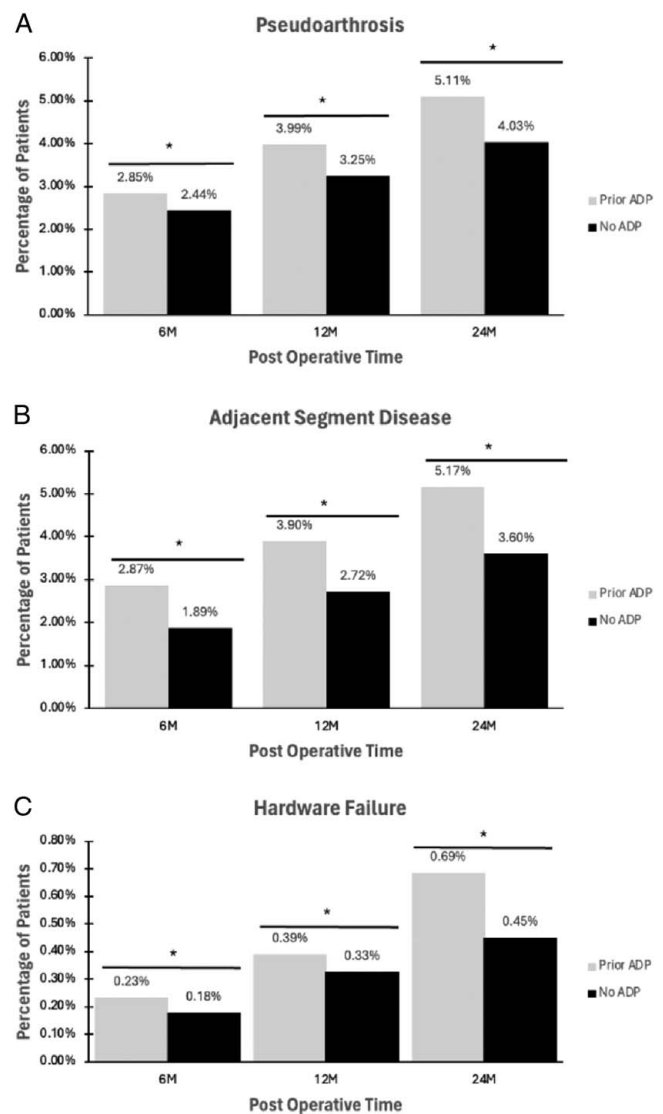 A
Pseudoarthrosis
Percentage of Patients
6.00%
5.00%
4.00%
3.00%
2.00%
1.00%
0.00%
*
2.85%
2.44%
*
3.99%
3.25%
*
5.11%
4.03%
6M
12M
24M
Post Operative Time
Prior ADP
No ADP
B
Adjacent Segment Disease
Percentage of Patients
6.00%
5.00%
4.00%
3.00%
2.00%
1.00%
0.00%
*
2.87%
1.89%
*
3.90%
2.72%
*
5.17%
3.60%
6M
12M
24M
Post Operative Time
Prior ADP
No ADP
C
Hardware Failure
Percentage of Patients
0.80%
0.70%
0.60%
0.50%
0.40%
0.30%
0.20%
0.10%
0.00%
*
0.23%
0.18%
*
0.39%
0.33%
*
0.69%
0.45%
6M
12M
24M
Post Operative Time
Prior ADP
No ADP